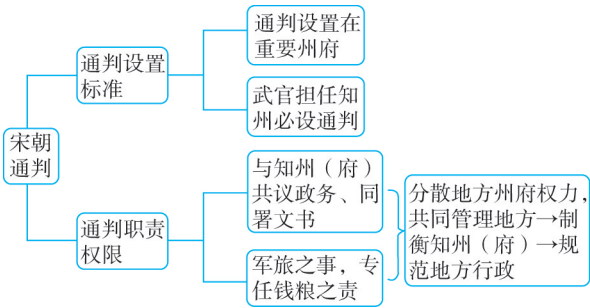 宋朝
通判
通判设置
标准
通判设置在
重要州府
武官担任知
州必设通判
通判职责
权限
与知州（府）
共议政务、同
署文书
军旅之事，专
任钱粮之责
分散地方州府权力，
共同管理地方→制
衡知州（府）→规
范地方行政